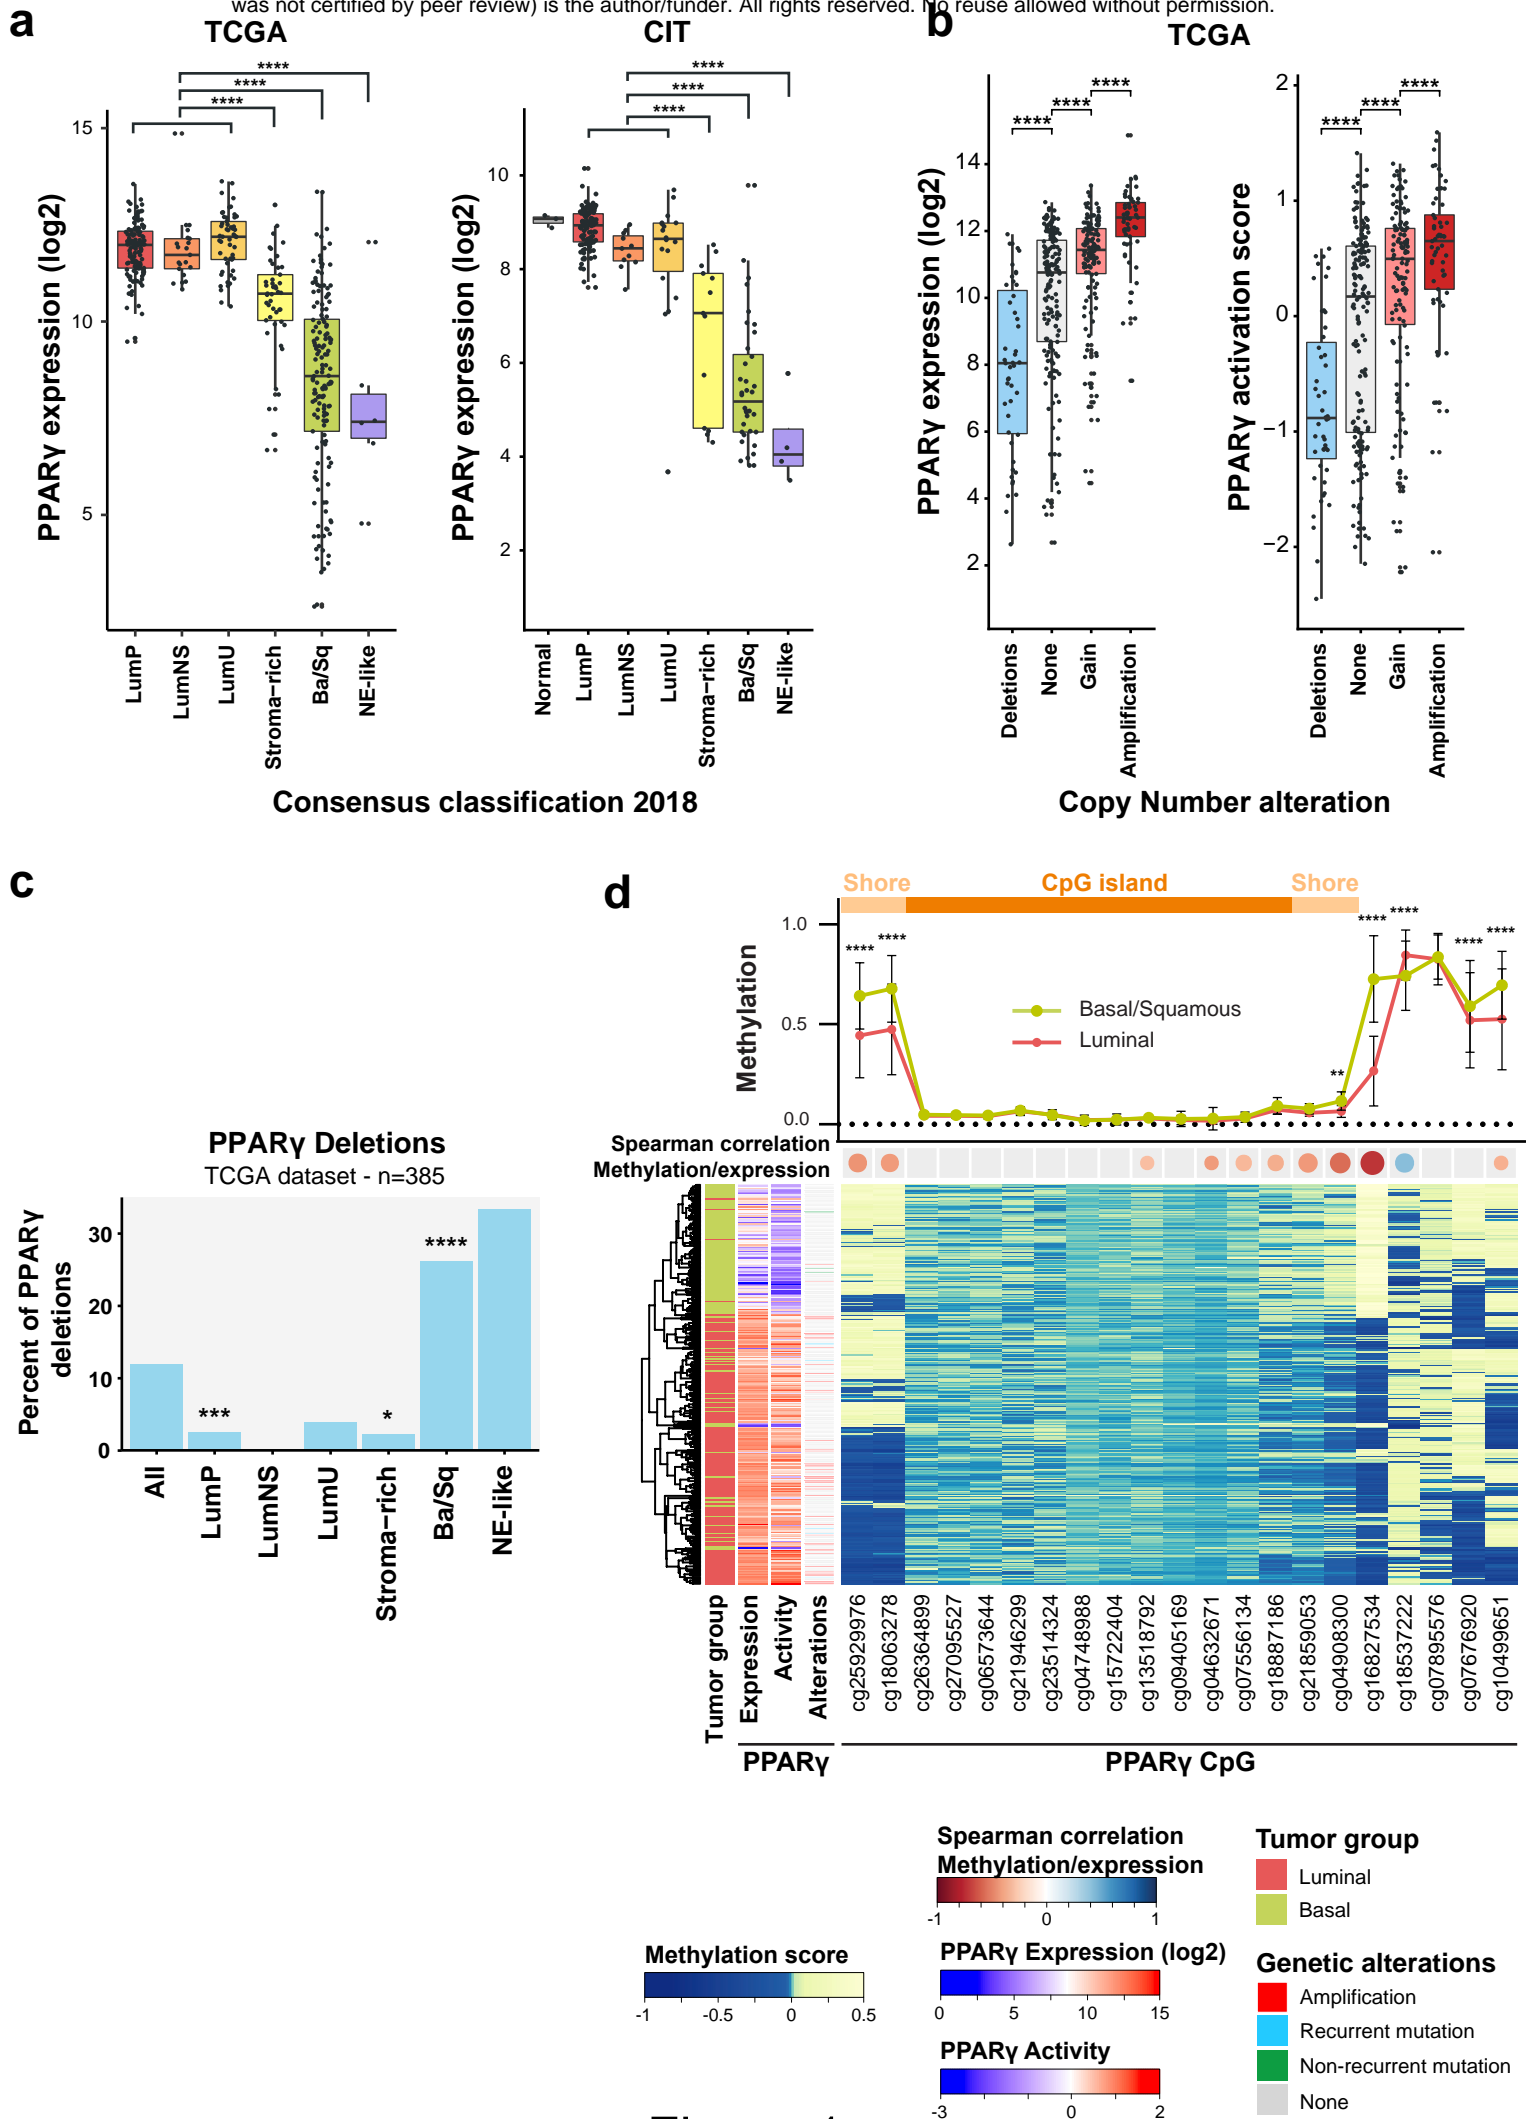 was not certified by peer review) is the author/funder. All rights reserved. No reuse allowed without permission.
a
TCGA
CIT
b
TCGA
****
****
****
****
****
****
****
****
****
****
****
****
PPARγ expression (log2)
15
10
5
LumP
LumNS
LumU
Stroma-rich
Ba/Sq
NE-like
PPARγ expression (log2)
10
8
6
4
2
Normal
LumP
LumNS
LumU
Stroma-rich
Ba/Sq
NE-like
Consensus classification 2018
PPARγ expression (log2)
14
12
10
8
6
4
2
Deletions
None
Gain
Amplification
PPARγ activation score
2
1
0
−1
−2
Deletions
None
Gain
Amplification
Copy Number alteration
c
PPARγ Deletions
TCGA dataset - n=385
Percent of PPARγ
deletions
30
20
10
0
***
*
****
All
LumP
LumNS
LumU
Stroma-rich
Ba/Sq
NE-like
d
Shore
CpG island
Shore
Methylation
1.0
0.5
0.0
****
****
**
****
****
****
****
Basal/Squamous
Luminal
Spearman correlation
Methylation/expression
Tumor group
Expression
Activity
Alterations
cg25929976
cg18063278
cg26364899
cg27095527
cg06573644
cg21946299
cg23514324
cg04748988
cg15722404
cg13518792
cg09405169
cg04632671
cg07556134
cg18887186
cg21859053
cg04908300
cg16827534
cg18537222
cg07895576
cg07676920
cg10499651
PPARγ
PPARγ CpG
Spearman correlation
Methylation/expression
-1
0
1
Methylation score
-1
-0.5
0
0.5
PPARγ Expression (log2)
0
5
10
15
PPARγ Activity
-3
0
2
Tumor group
Luminal
Basal
Genetic alterations
Amplification
Recurrent mutation
Non-recurrent mutation
None